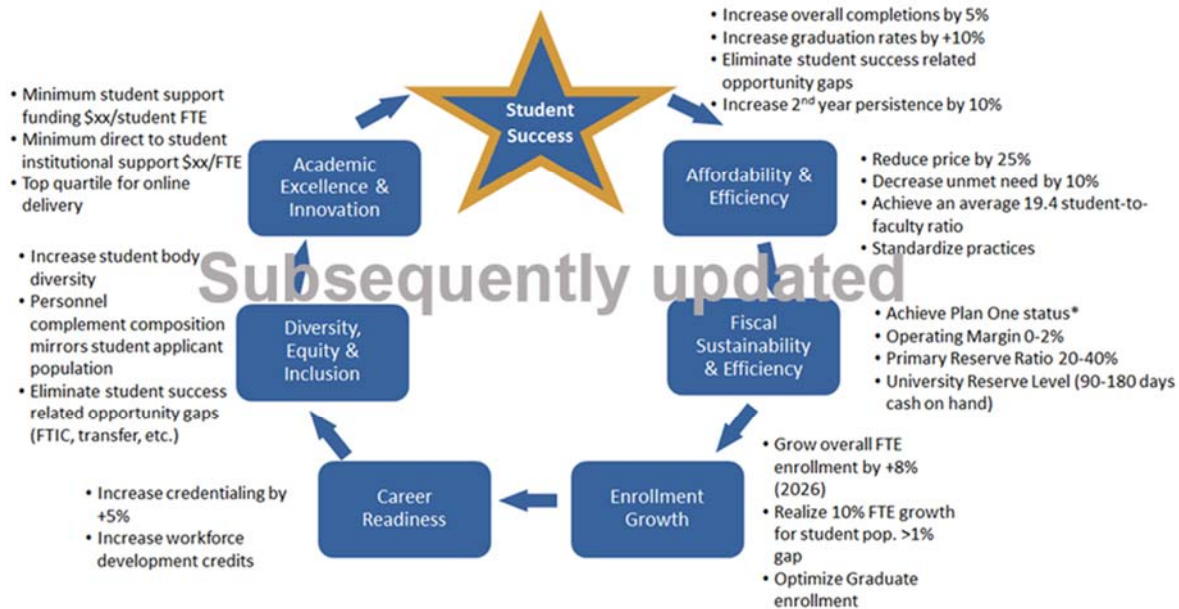 Student
Success
• Increase overall completions by 5%
• Increase graduation rates by +10%
• Eliminate student success related
opportunity gaps
• Increase 2nd year persistence by 10%
Affordability &
Efficiency
• Reduce price by 25%
• Decrease unmet need by 10%
• Achieve an average 19.4 student-to-
faculty ratio
• Standardize practices
Fiscal
Sustainability
& Efficiency
• Achieve Plan One status*
• Operating Margin 0-2%
• Primary Reserve Ratio 20-40%
• University Reserve Level (90-180 days
cash on hand)
Enrollment
Growth
• Grow overall FTE
enrollment by +8%
(2026)
• Realize 10% FTE growth
for student pop. >1%
gap
• Optimize Graduate
enrollment
Career
Readiness
• Increase credentialing by
+5%
• Increase workforce
development credits
Diversity,
Equity &
Inclusion
• Increase student body
diversity
• Personnel
complement composition
mirrors student applicant
population
• Eliminate student success
related opportunity gaps
(FTIC, transfer, etc.)
Academic
Excellence &
Innovation
• Minimum student support
funding $xx/student FTE
• Minimum direct to student
institutional support $xx/FTE
• Top quartile for online
delivery
Subsequently updated